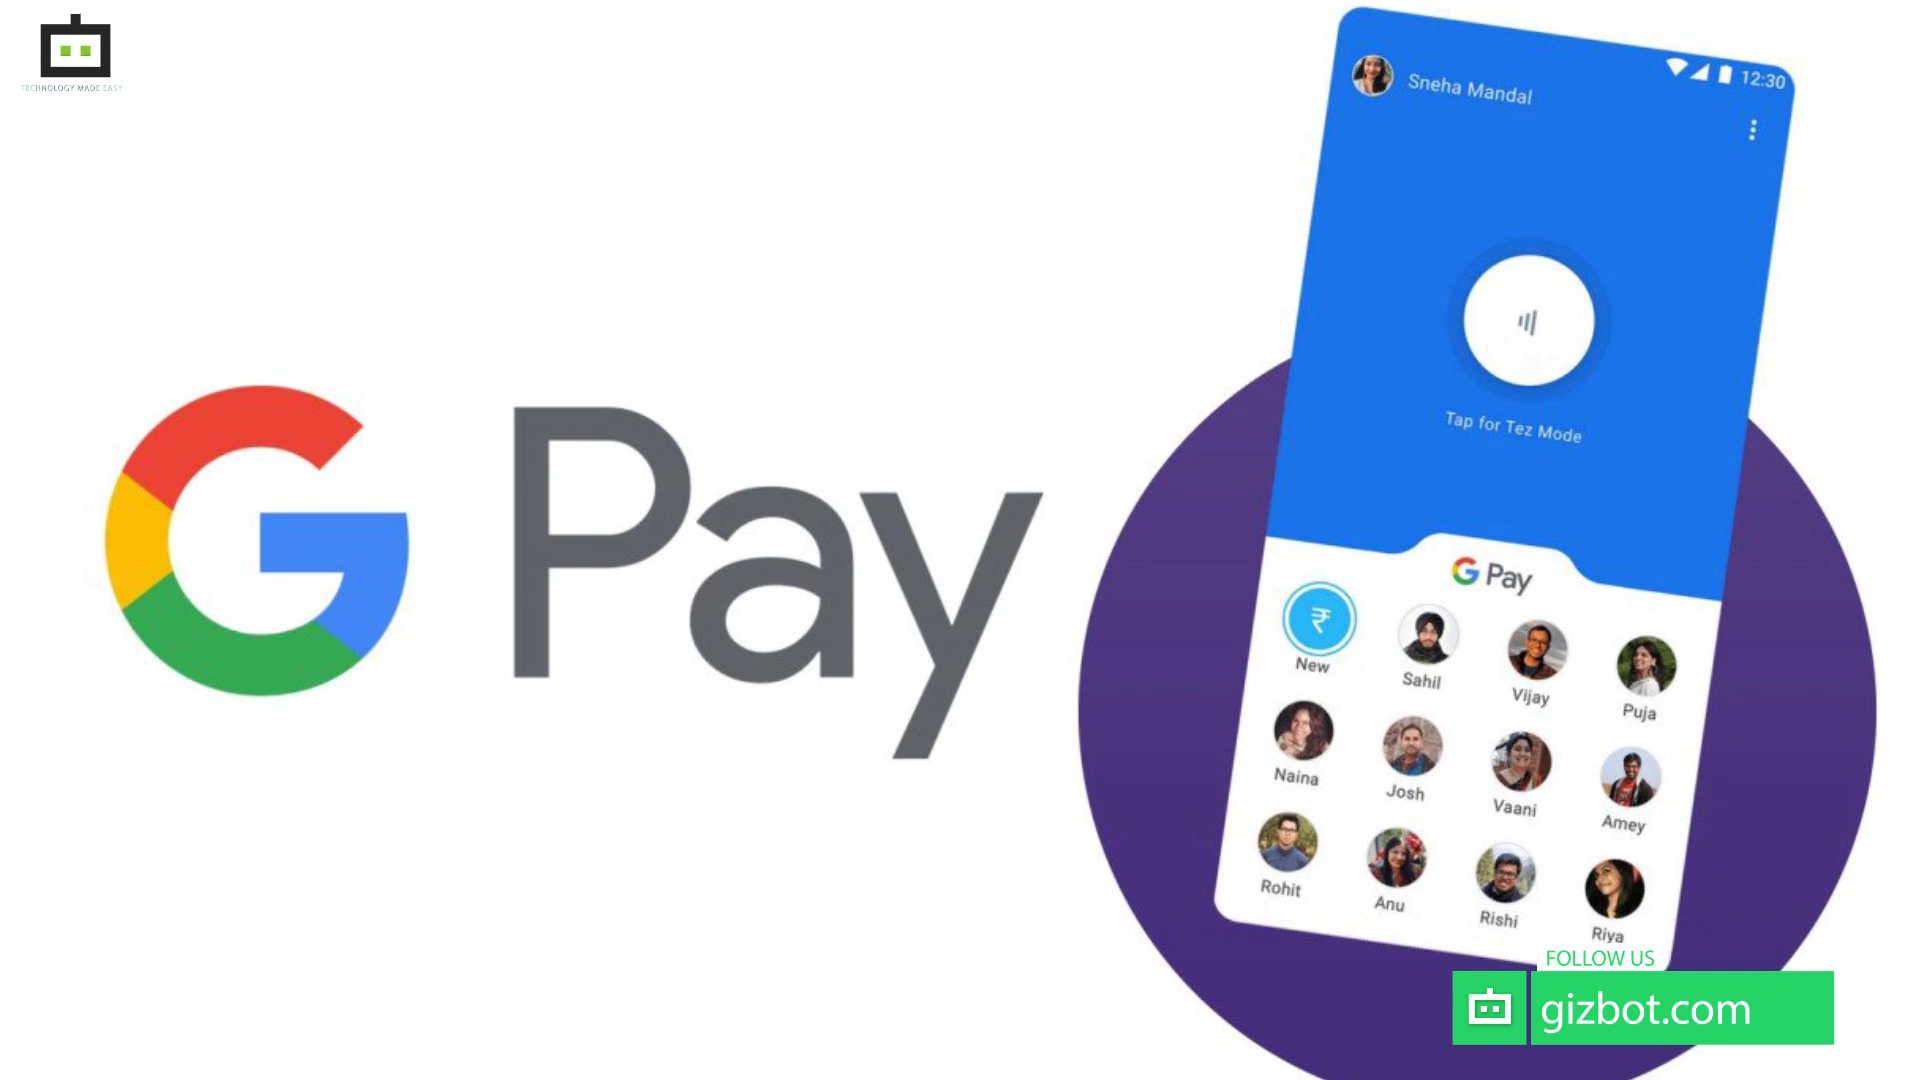 TECHNOLOGY MADE EASY
G Pay
12:30
Sneha Mandal
Tap for Tez Mode
G Pay
₹
New
Sahil
Vijay
Puja
Naina
Josh
Vaani
Amey
Rohit
Anu
Rishi
Riya
FOLLOW US
gizbot.com